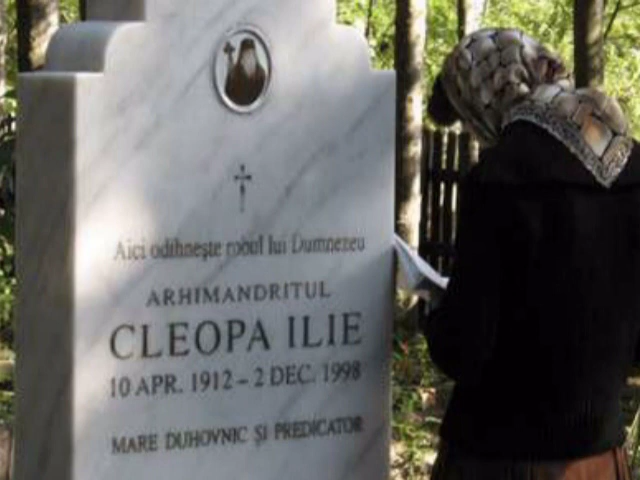 Aici odihnește robul lui Dumnezeu
ARHIMANDRITUL
CLEOPA ILIE
10 APR. 1912 – 2 DEC. 1998
MARE DUHOVNIC ȘI PREDICATOR